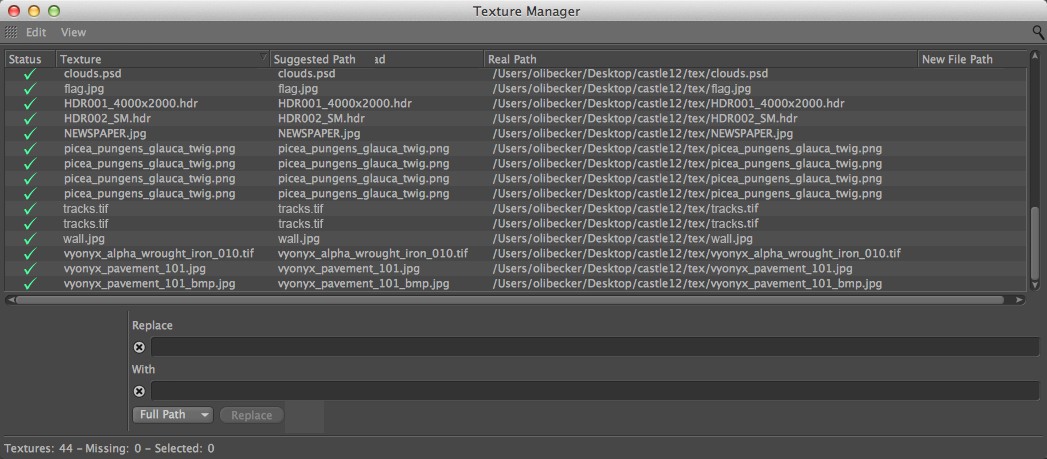 Texture Manager
Edit View
Status Texture Suggested Path ad Real Path New File Path
clouds.psd clouds.psd /Users/olibecker/Desktop/castle12/tex/clouds.psd
flag.jpg flag.jpg /Users/olibecker/Desktop/castle12/tex/flag.jpg
HDR001_4000x2000.hdr HDR001_4000x2000.hdr /Users/olibecker/Desktop/castle12/tex/HDR001_4000x2000.hdr
HDR002_SM.hdr HDR002_SM.hdr /Users/olibecker/Desktop/castle12/tex/HDR002_SM.hdr
NEWSPAPER.jpg NEWSPAPER.jpg /Users/olibecker/Desktop/castle12/tex/NEWSPAPER.jpg
picea_pungens_glauca_twig.png picea_pungens_glauca_twig.png /Users/olibecker/Desktop/castle12/tex/picea_pungens_glauca_twig.png
picea_pungens_glauca_twig.png picea_pungens_glauca_twig.png /Users/olibecker/Desktop/castle12/tex/picea_pungens_glauca_twig.png
picea_pungens_glauca_twig.png picea_pungens_glauca_twig.png /Users/olibecker/Desktop/castle12/tex/picea_pungens_glauca_twig.png
picea_pungens_glauca_twig.png picea_pungens_glauca_twig.png /Users/olibecker/Desktop/castle12/tex/picea_pungens_glauca_twig.png
tracks.tif tracks.tif /Users/olibecker/Desktop/castle12/tex/tracks.tif
tracks.tif tracks.tif /Users/olibecker/Desktop/castle12/tex/tracks.tif
wall.jpg wall.jpg /Users/olibecker/Desktop/castle12/tex/wall.jpg
vyonyx_alpha_wrought_iron_010.tif vyonyx_alpha_wrought_iron_010.tif /Users/olibecker/Desktop/castle12/tex/vyonyx_alpha_wrought_iron_010.tif
vyonyx_pavement_101.jpg vyonyx_pavement_101.jpg /Users/olibecker/Desktop/castle12/tex/vyonyx_pavement_101.jpg
vyonyx_pavement_101_bmp.jpg vyonyx_pavement_101_bmp.jpg /Users/olibecker/Desktop/castle12/tex/vyonyx_pavement_101_bmp.jpg
Replace
With
Full Path Replace
Textures: 44 - Missing: 0 - Selected: 0